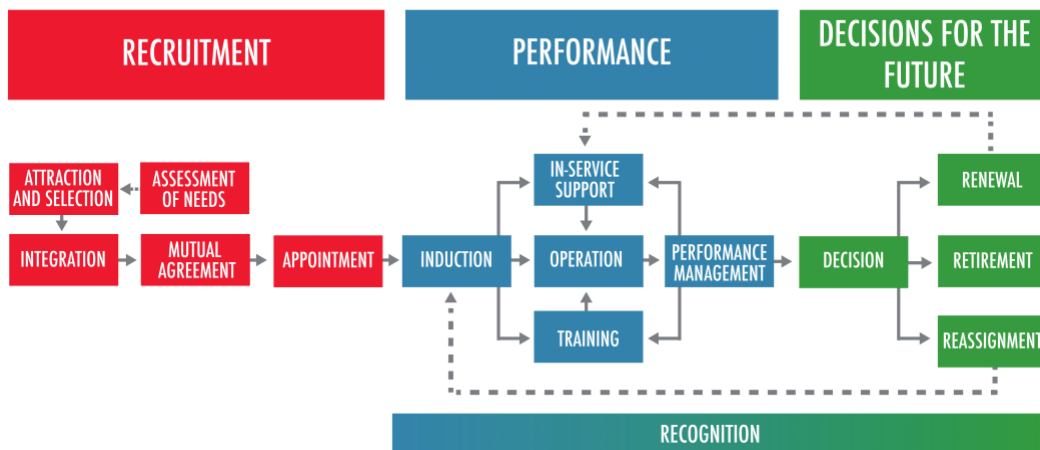 RECRUITMENT
PERFORMANCE
DECISIONS FOR THE
FUTURE
ATTRACTION
AND SELECTION
ASSESSMENT
OF NEEDS
IN-SERVICE
SUPPORT
RENEWAL
INTEGRATION
MUTUAL
AGREEMENT
APPOINTMENT
INDUCTION
OPERATION
PERFORMANCE
MANAGEMENT
DECISION
RETIREMENT
TRAINING
REASSIGNMENT
RECOGNITION